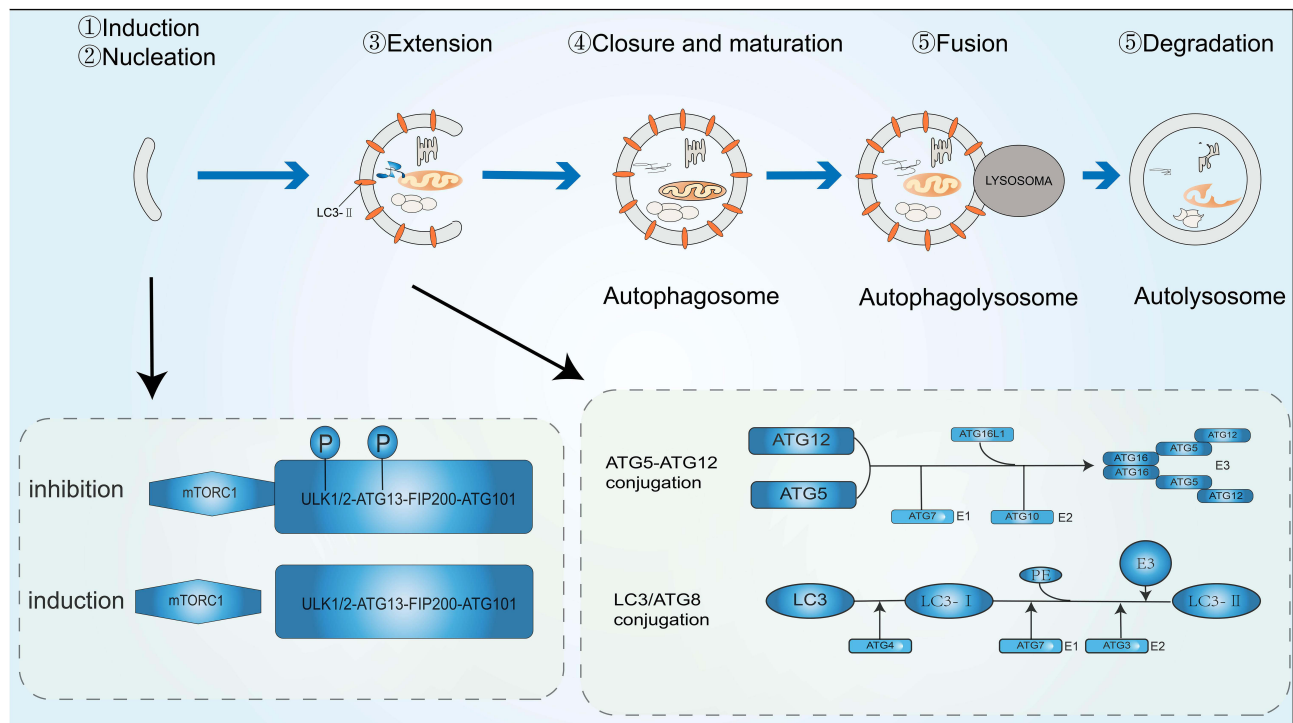 ①Induction
②Nucleation
③Extension
④Closure and maturation
⑤Fusion
⑤Degradation
LC3-Ⅱ
LYSOSOMA
Autophagosome
Autophagolysosome
Autolysosome
P
P
inhibition
mTORC1
ULK1/2-ATG13-FIP200-ATG101
induction
mTORC1
ULK1/2-ATG13-FIP200-ATG101
ATG5-ATG12
conjugation
ATG12
ATG5
ATG16L1
ATG7
E1
ATG10
E2
ATG12
ATG5
ATG16
ATG16
E3
ATG5
ATG12
LC3/ATG8
conjugation
LC3
ATG4
LC3-Ⅰ
PE
ATG7
E1
E3
ATG3
E2
LC3-Ⅱ